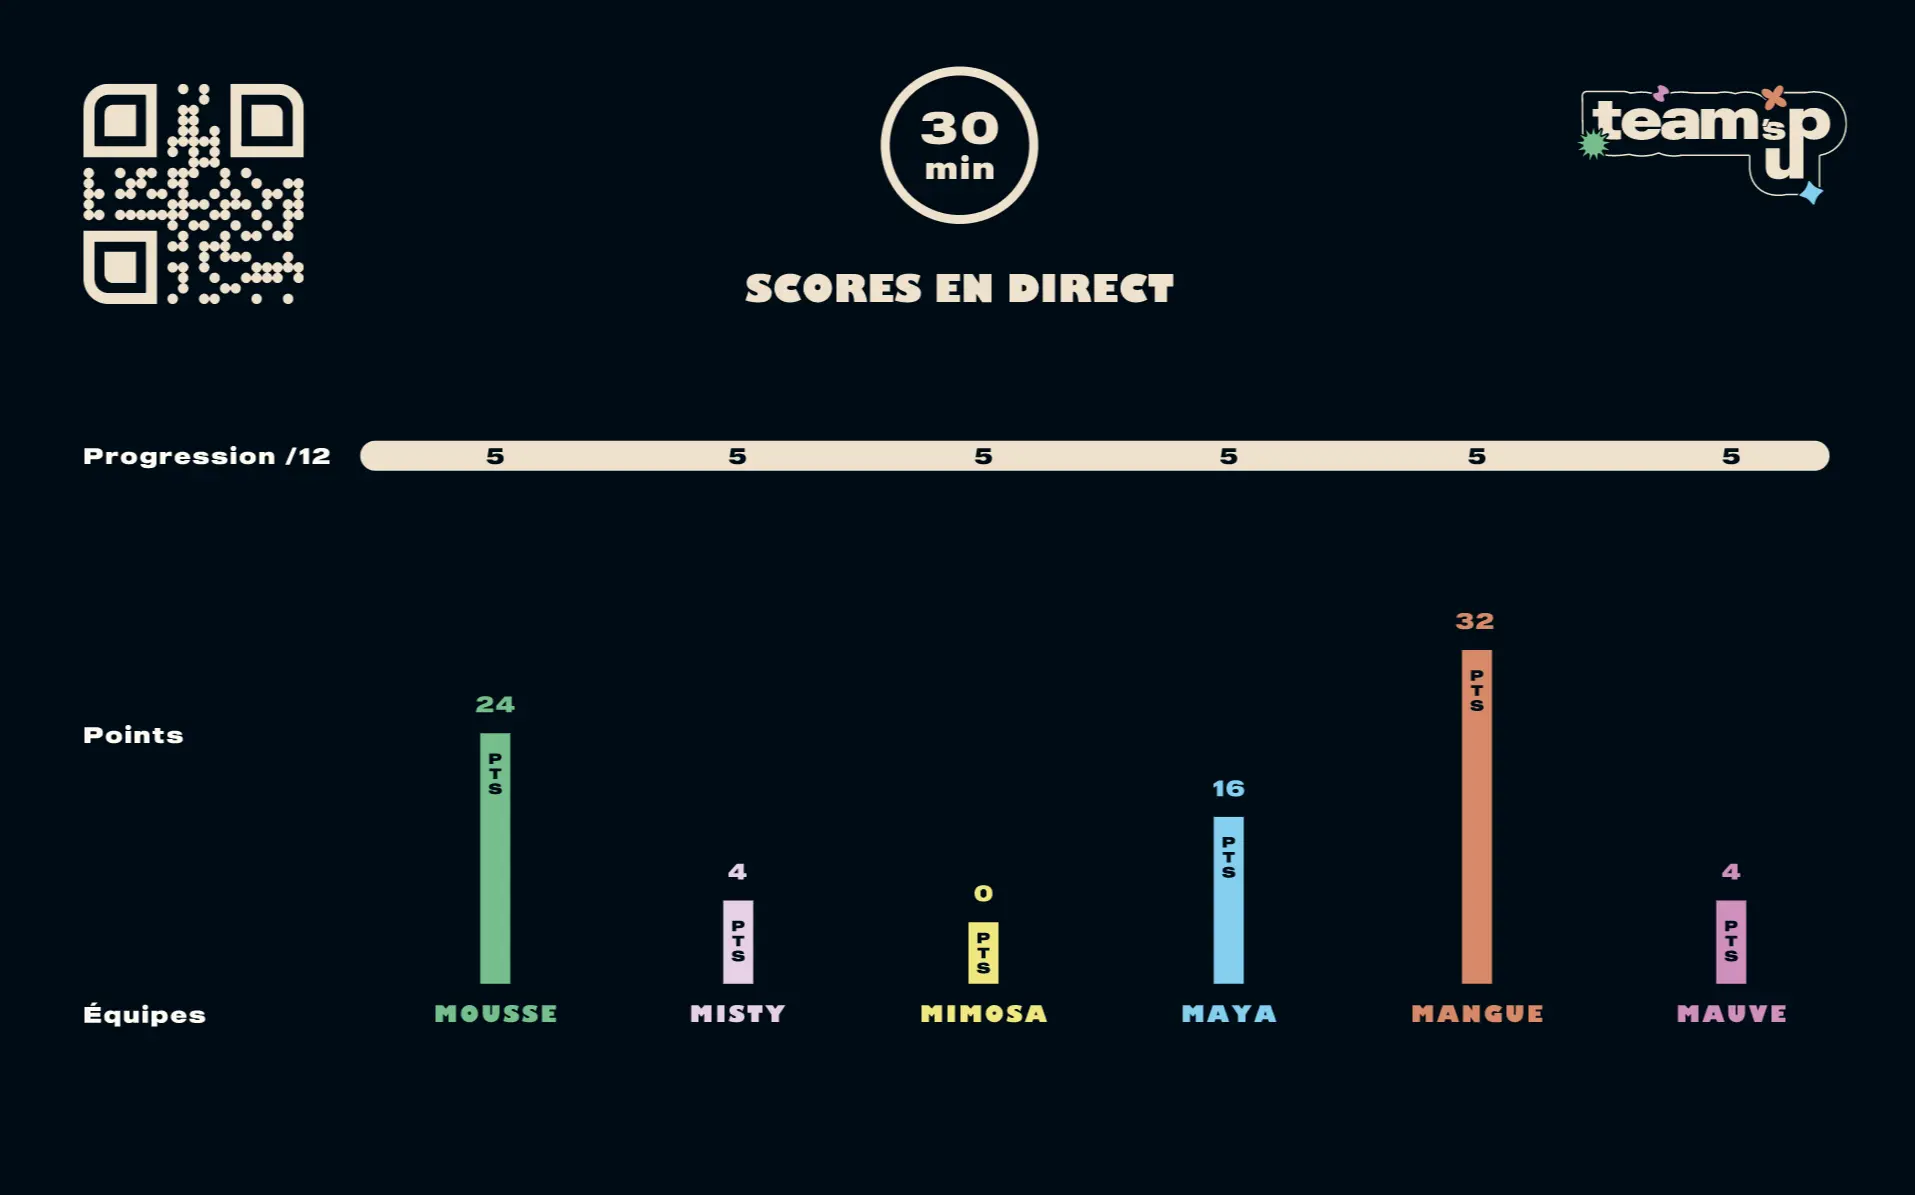 30
min
team's
up
SCORES EN DIRECT
Progression /12
5 5 5 5 5 5
Points
24
PTS
4
PTS
0
PTS
16
PTS
32
PTS
4
PTS
Équipes
MOUSSE MISTY MIMOSA MAYA MANGUE MAUVE